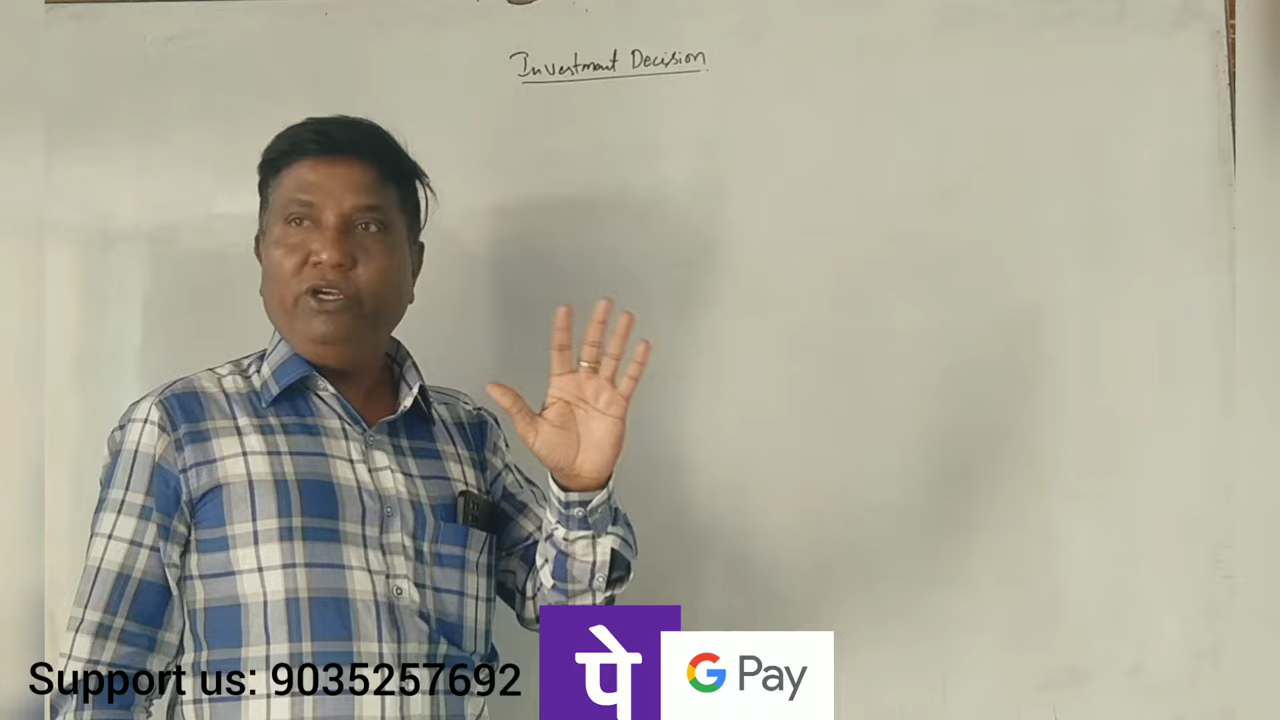 Investment Decision
Support us: 9035257692
पे
G Pay